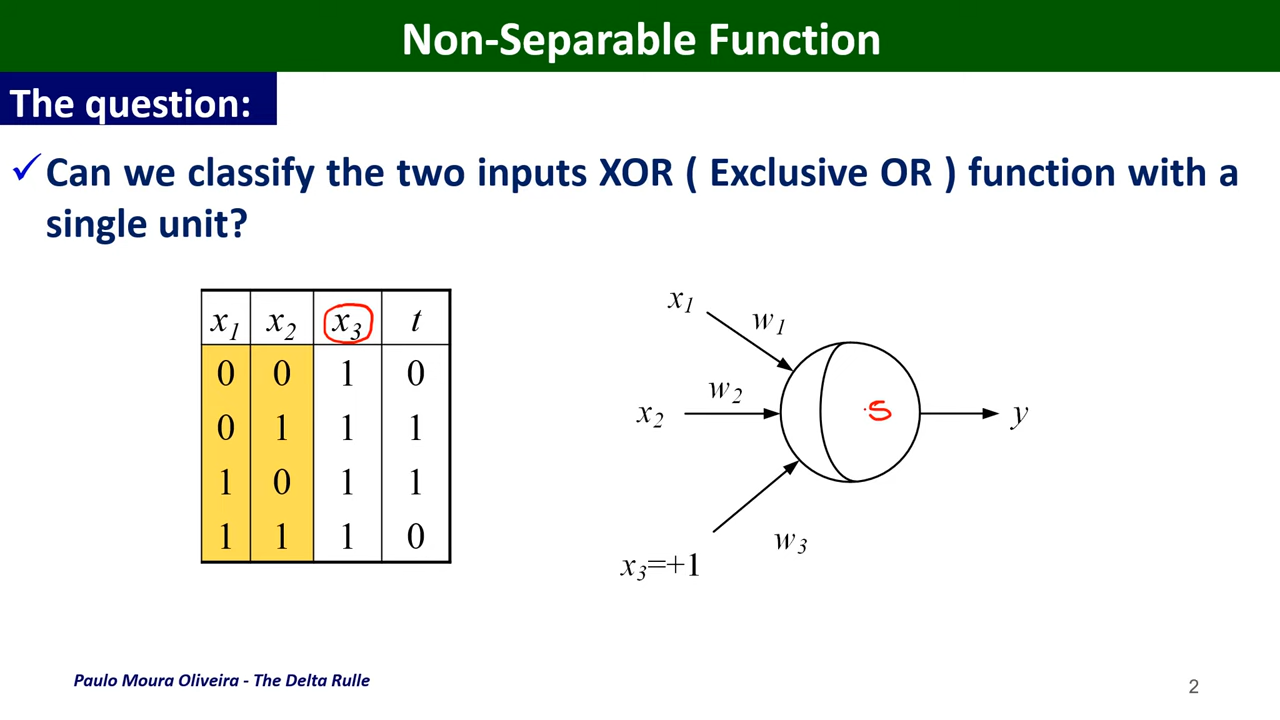 Non-Separable Function
The question:
✓Can we classify the two inputs XOR ( Exclusive OR ) function with a
single unit?
x1 x2 x3 t
0 0 1 0
0 1 1 1
1 0 1 1
1 1 1 0
x1
w1
w2
x2
S
y
w3
x3=+1
Paulo Moura Oliveira - The Delta Rulle
2